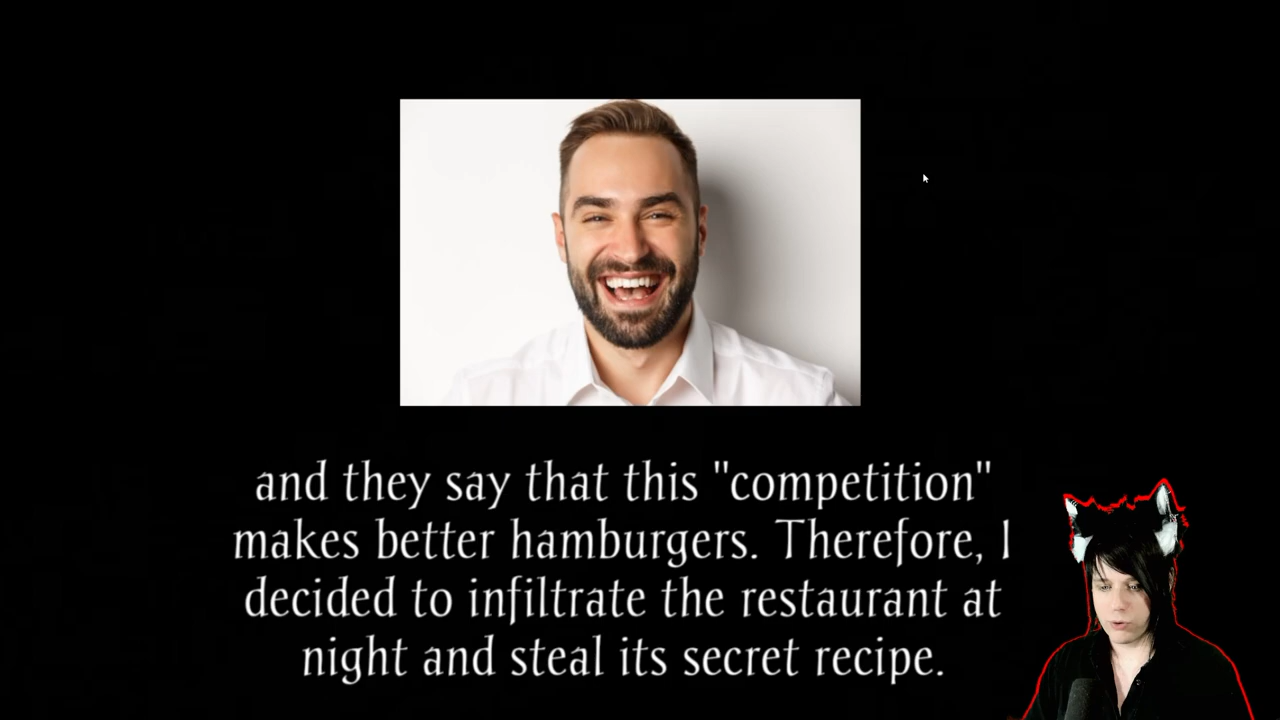 and they say that this "competition"
makes better hamburgers. Therefore, I
decided to infiltrate the restaurant at
night and steal its secret recipe.